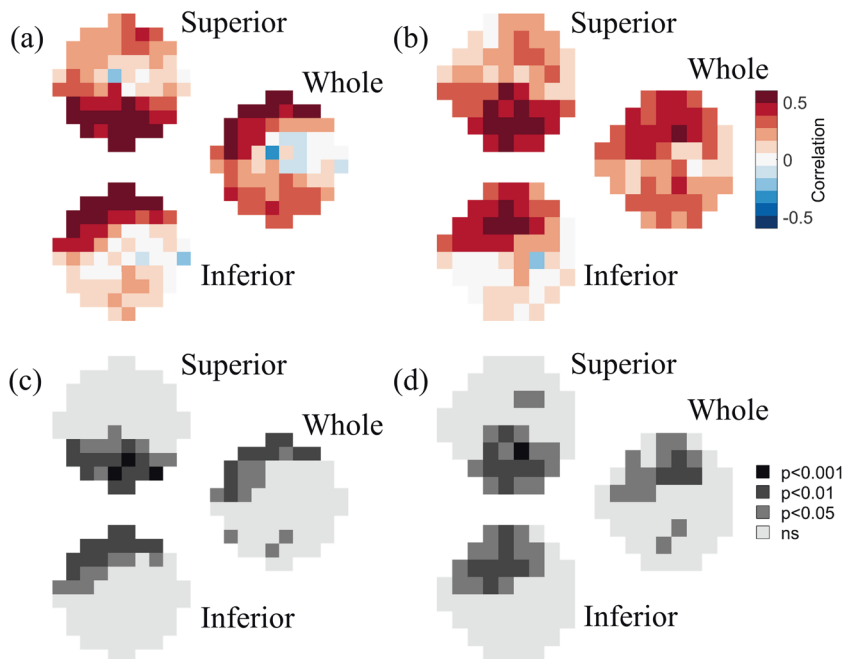 (a)
Superior
Whole
Inferior
(b)
Superior
Whole
Inferior
0.5
0
-0.5
Correlation
(c)
Superior
Whole
Inferior
(d)
Superior
Whole
Inferior
p<0.001
p<0.01
p<0.05
ns